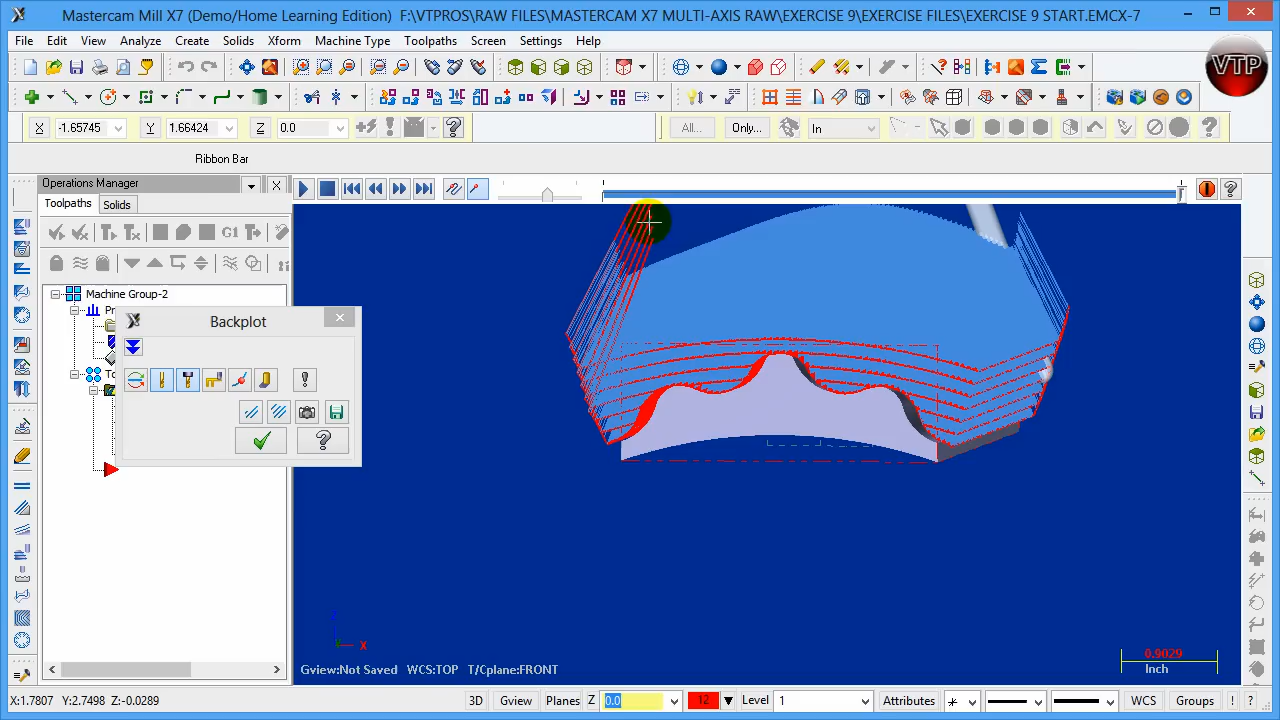 Mastercam Mill X7 (Demo/Home Learning Edition) F:\VTPROS\RAW FILES\MASTERCAM X7 MULTI-AXIS RAW\EXERCISE 9\EXERCISE FILES\EXERCISE 9 START.EMCX-7
File Edit View Analyze Create Solids Xform Machine Type Toolpaths Screen Settings Help
VTP
X -1.65745 Y 1.66424 Z 0.0 All... Only... In
Ribbon Bar
Operations Manager
Toolpaths Solids
G1
Machine Group-2
Pr
Backplot
To
X
Gview:Not Saved WCS:TOP T/Cplane:FRONT
0.9029
Inch
X:1.7807 Y:2.7498 Z:-0.0289 3D Gview Planes Z 0.0 12 Level 1 Attributes WCS Groups ! ?